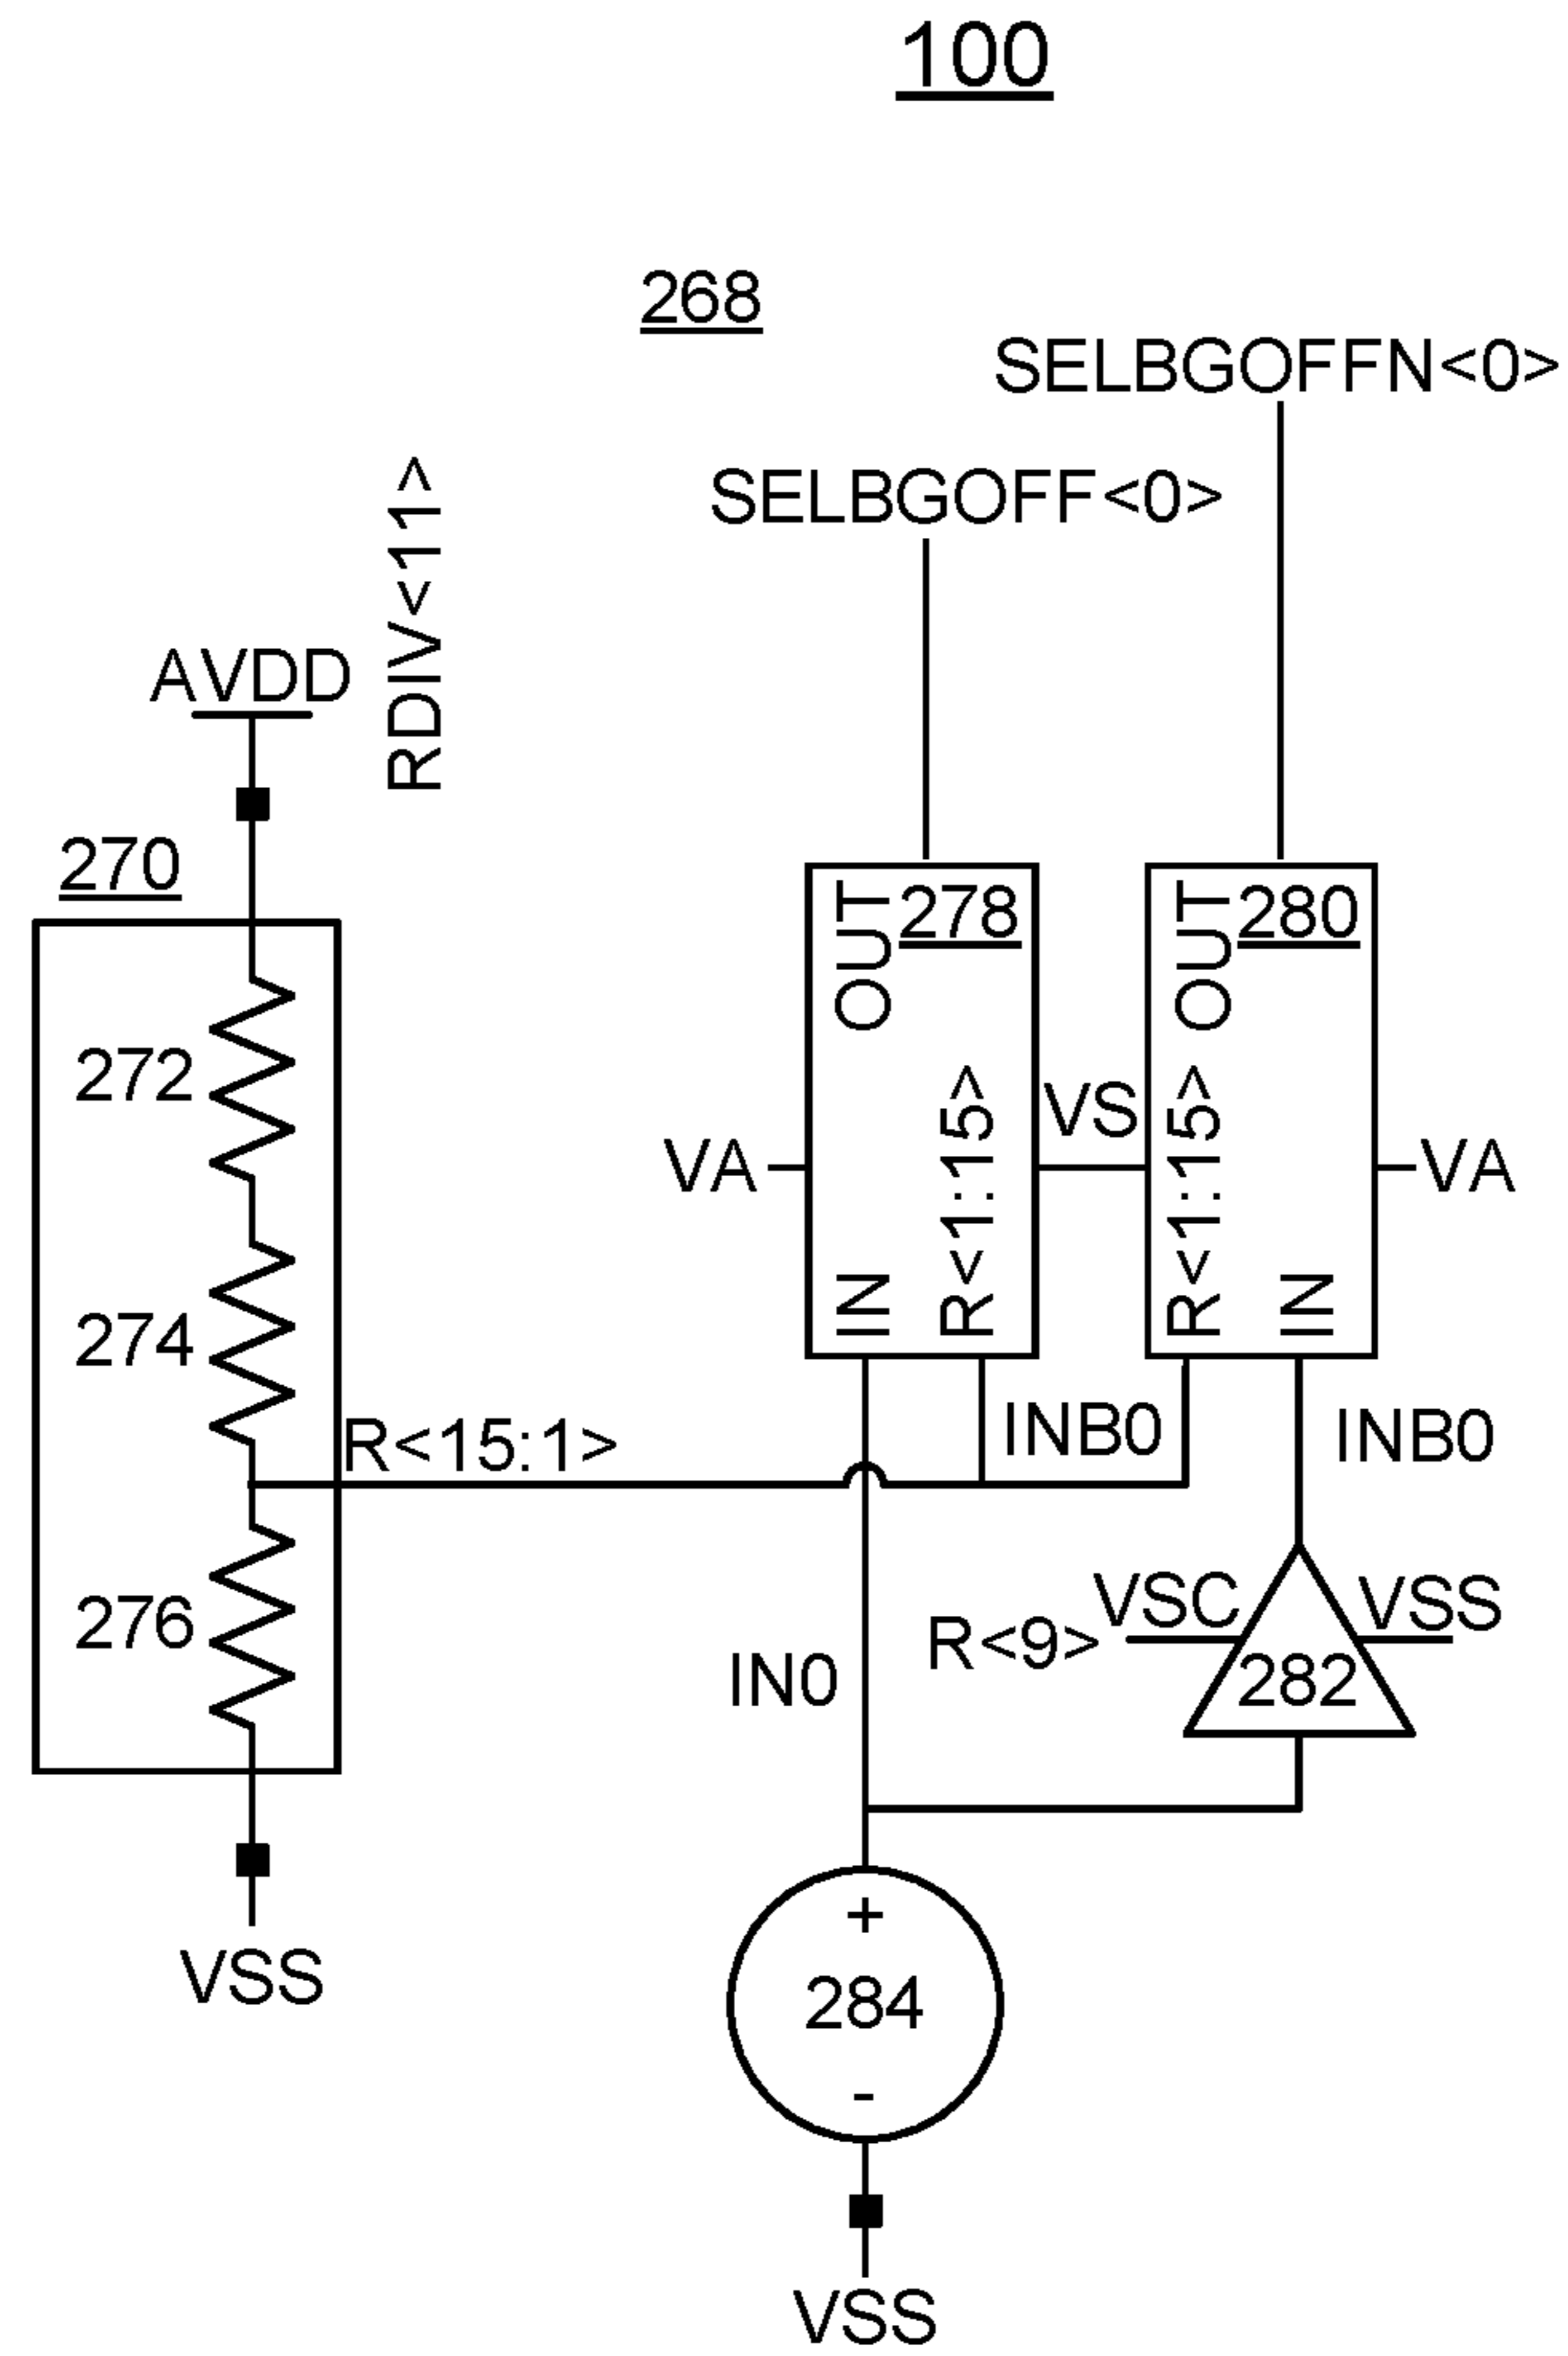 100
268
SELBGOFFN<0>
SELBGOFF<0>
RDIV<11>
AVDD
270
278
280
OUT
OUT
272
R<1:15>
VS
R<1:15>
VA
VA
IN
IN
274
R<15:1>
INB0
INB0
276
VSC
VSS
R<9>
IN0
282
VSS
+
284
-
VSS